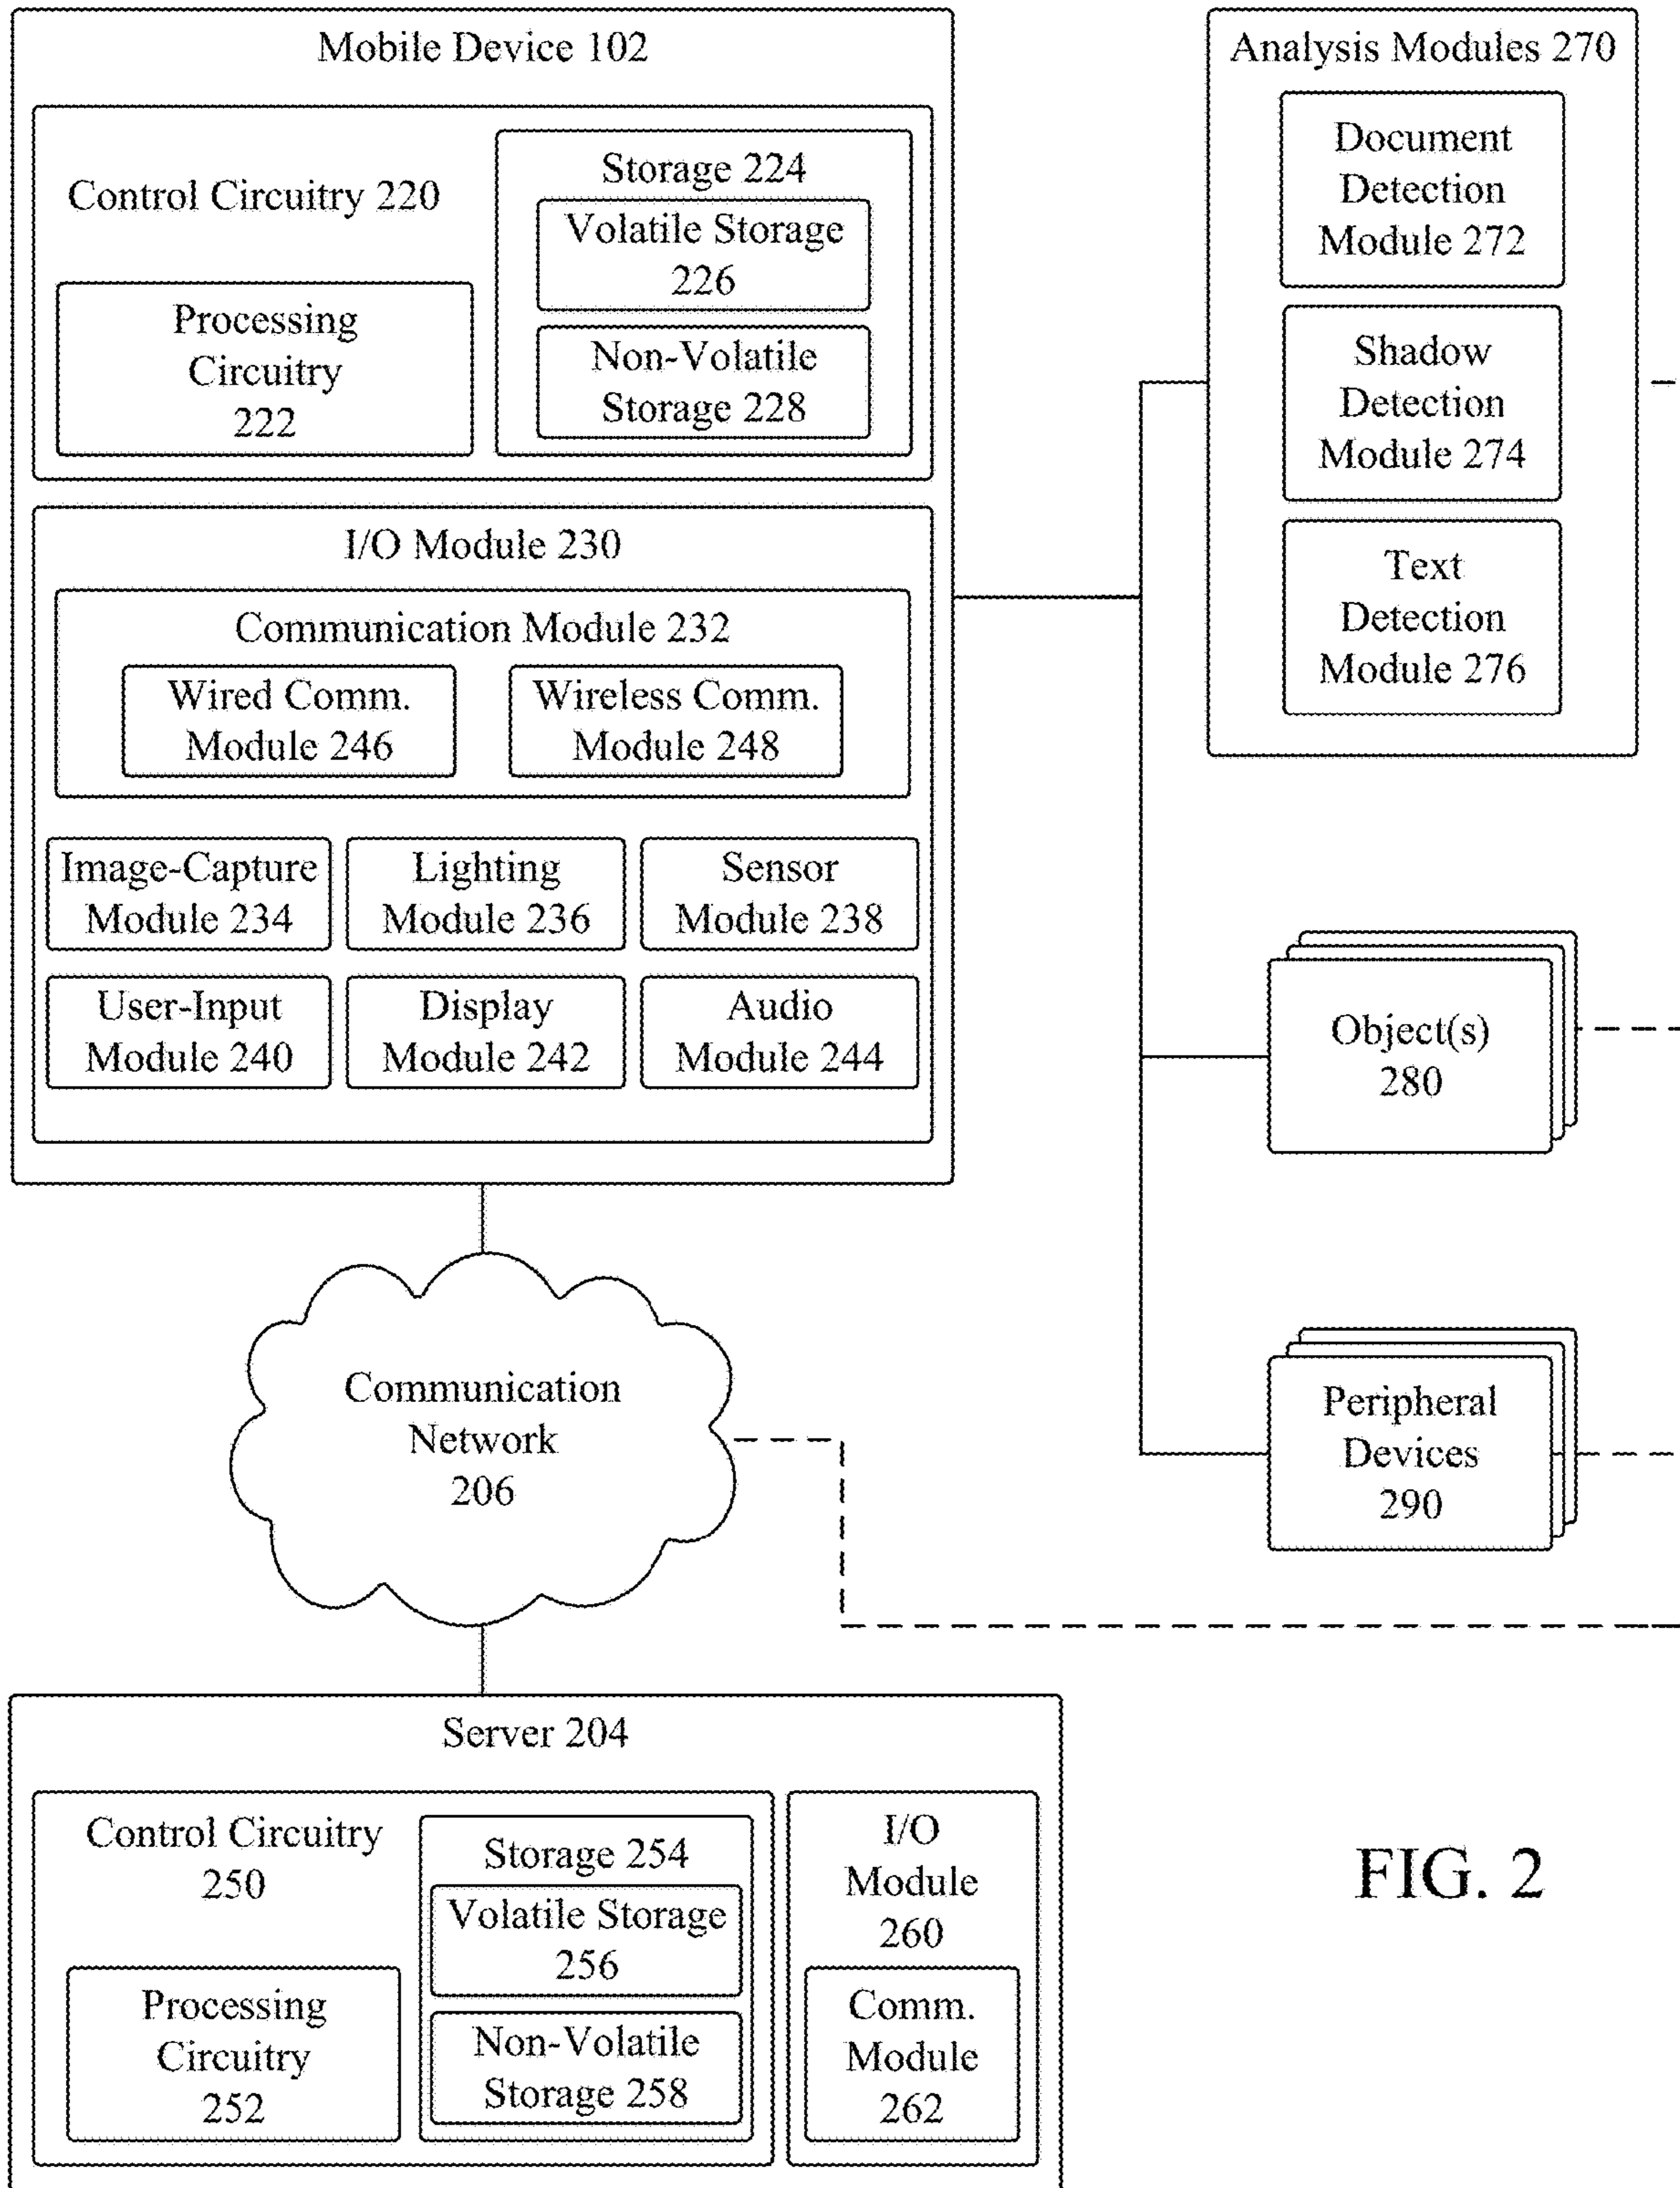 Mobile Device 102
Control Circuitry 220
Processing
Circuitry
222
Storage 224
Volatile Storage
226
Non-Volatile
Storage 228
I/O Module 230
Communication Module 232
Wired Comm.
Module 246
Wireless Comm.
Module 248
Image-Capture
Module 234
Lighting
Module 236
Sensor
Module 238
User-Input
Module 240
Display
Module 242
Audio
Module 244
Analysis Modules 270
Document
Detection
Module 272
Shadow
Detection
Module 274
Text
Detection
Module 276
Object(s)
280
Peripheral
Devices
290
Communication
Network
206
Server 204
Control Circuitry
250
Processing
Circuitry
252
Storage 254
Volatile Storage
256
Non-Volatile
Storage 258
I/O
Module
260
Comm.
Module
262
FIG. 2